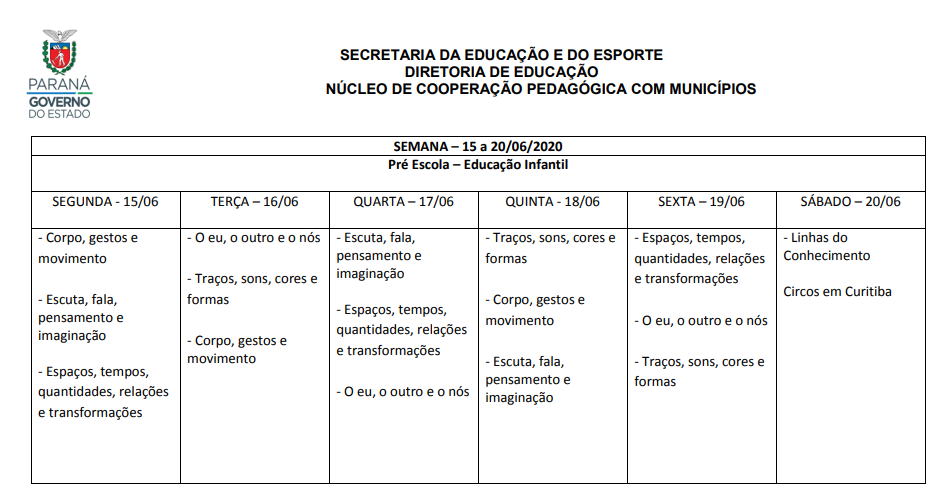 PARANÁ
GOVERNO
DO ESTADO
SECRETARIA DA EDUCAÇÃO E DO ESPORTE
DIRETORIA DE EDUCAÇÃO
NÚCLEO DE COOPERAÇÃO PEDAGÓGICA COM MUNICÍPIOS
SEMANA – 15 a 20/06/2020
Pré Escola – Educação Infantil
SEGUNDA - 15/06
TERÇA – 16/06
QUARTA – 17/06
QUINTA - 18/06
SEXTA – 19/06
SÁBADO – 20/06
- Corpo, gestos e
movimento
- Escuta, fala,
pensamento e
imaginação
- Espaços, tempos,
quantidades, relações
e transformações
- O eu, o outro e o nós
- Traços, sons, cores e
formas
- Corpo, gestos e
movimento
- Escuta, fala,
pensamento e
imaginação
- Espaços, tempos,
quantidades, relações
e transformações
- O eu, o outro e o nós
- Traços, sons, cores e
formas
- Corpo, gestos e
movimento
- Escuta, fala,
pensamento e
imaginação
- Espaços, tempos,
quantidades, relações
e transformações
- O eu, o outro e o nós
- Traços, sons, cores e
formas
- Linhas do
Conhecimento
Circos em Curitiba